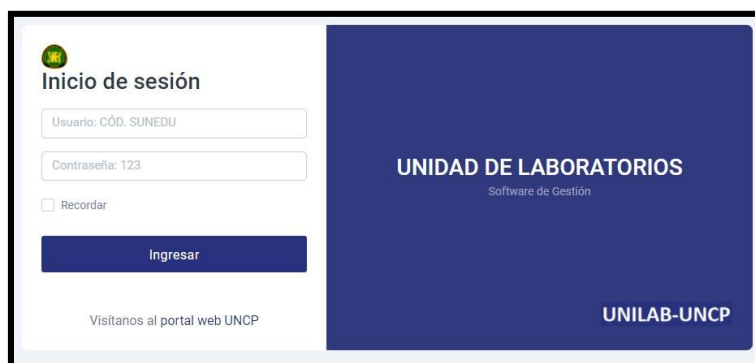 Inicio de sesión
Usuario: CÓD. SUNEDU
Contraseña: 123
Recordar
Ingresar
Visítanos al portal web UNCP
UNIDAD DE LABORATORIOS
Software de Gestión
UNILAB-UNCP